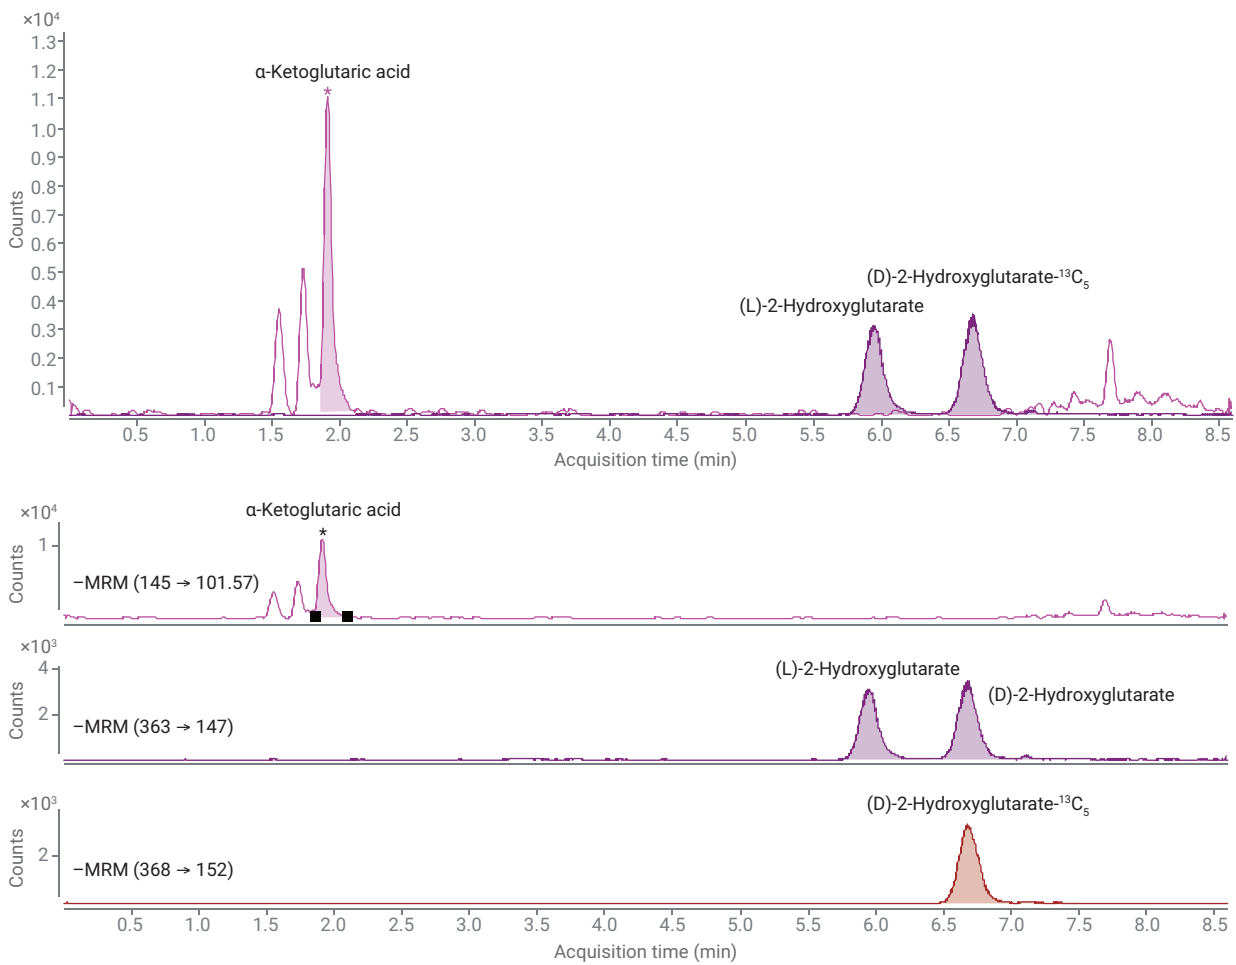 ×10⁴
1.3
1.2
1.1
1.0
0.9
0.8
0.7
0.6
0.5
0.4
0.3
0.2
0.1
Counts
α-Ketoglutaric acid
*
(D)-2-Hydroxyglutarate-¹³C₅
(L)-2-Hydroxyglutarate
0.5 1.0 1.5 2.0 2.5 3.0 3.5 4.0 4.5 5.0 5.5 6.0 6.5 7.0 7.5 8.0 8.5
Acquisition time (min)
×10⁴
1
Counts
α-Ketoglutaric acid
*
−MRM (145 → 101.57)
×10³
4
2
Counts
(L)-2-Hydroxyglutarate
(D)-2-Hydroxyglutarate
−MRM (363 → 147)
×10³
2
Counts
(D)-2-Hydroxyglutarate-¹³C₅
−MRM (368 → 152)
0.5 1.0 1.5 2.0 2.5 3.0 3.5 4.0 4.5 5.0 5.5 6.0 6.5 7.0 7.5 8.0 8.5
Acquisition time (min)